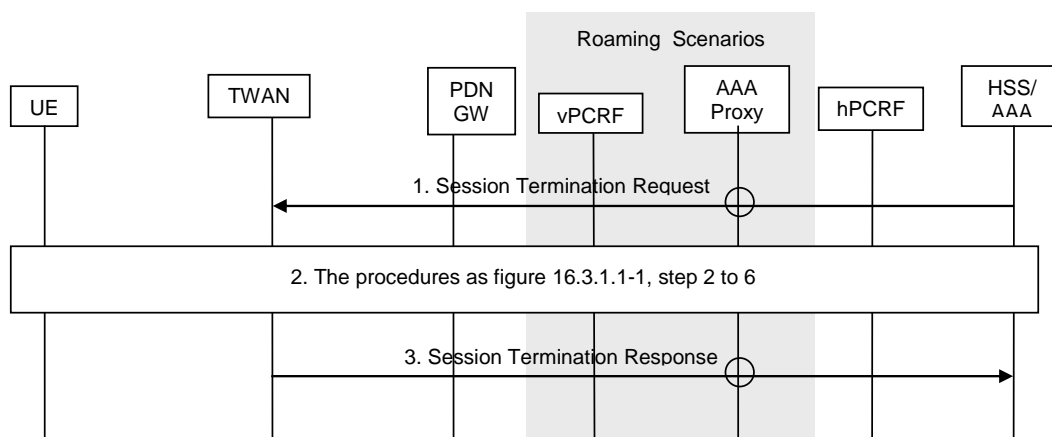 Roaming Scenarios
UE
TWAN
PDN
GW
vPCRF
AAA
Proxy
hPCRF
HSS/
AAA
1. Session Termination Request
2. The procedures as figure 16.3.1.1-1, step 2 to 6
3. Session Termination Response